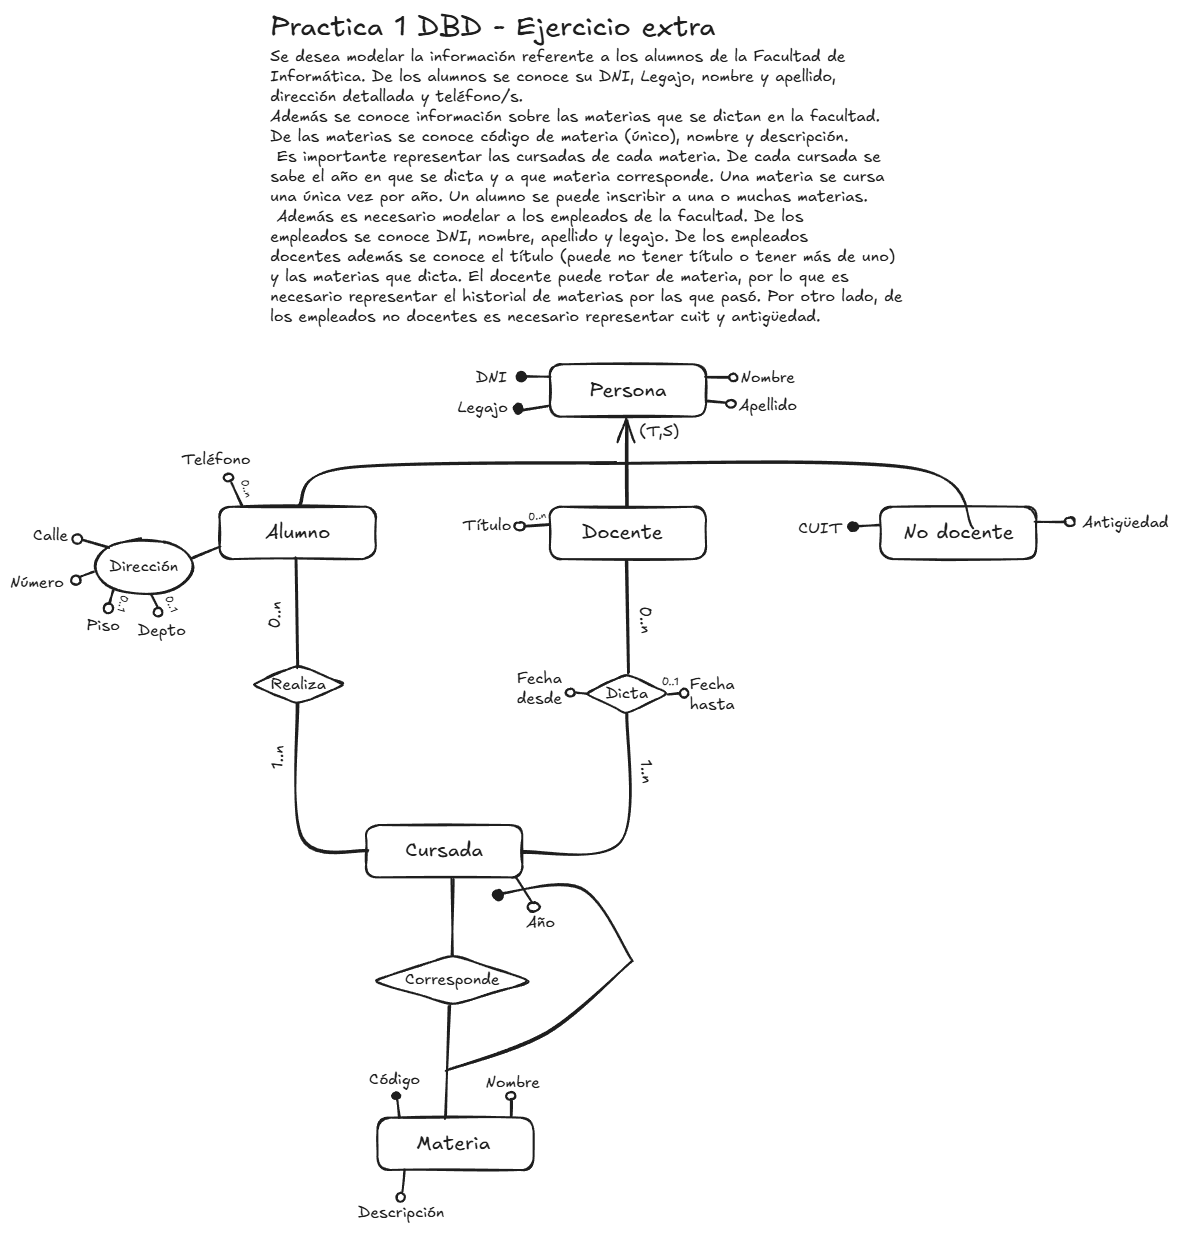 Practica 1 DBD - Ejercicio extra
Se desea modelar la información referente a los alumnos de la Facultad de
Informática. De los alumnos se conoce su DNI, Legajo, nombre y apellido,
dirección detallada y teléfono/s.
Además se conoce información sobre las materias que se dictan en la facultad.
De las materias se conoce código de materia (único), nombre y descripción.
Es importante representar las cursadas de cada materia. De cada cursada se
sabe el año en que se dicta y a que materia corresponde. Una materia se cursa
una única vez por año. Un alumno se puede inscribir a una o muchas materias.
Además es necesario modelar a los empleados de la facultad. De los
empleados se conoce DNI, nombre, apellido y legajo. De los empleados
docentes además se conoce el título (puede no tener título o tener más de uno)
y las materias que dicta. El docente puede rotar de materia, por lo que es
necesario representar el historial de materias por las que pasó. Por otro lado, de
los empleados no docentes es necesario representar cuit y antigüedad.
DNI
Persona
Nombre
Legajo
Apellido
(T,S)
Teléfono
0..n
Calle
Alumno
Título
0..n
Docente
CUIT
No docente
Antigüedad
Dirección
Número
0..1
0..1
Piso
Depto
0..n
0..n
Realiza
Fecha
desde
Dicta
0..1
Fecha
hasta
1..n
1..n
Cursada
Año
Corresponde
Código
Nombre
Materia
Descripción